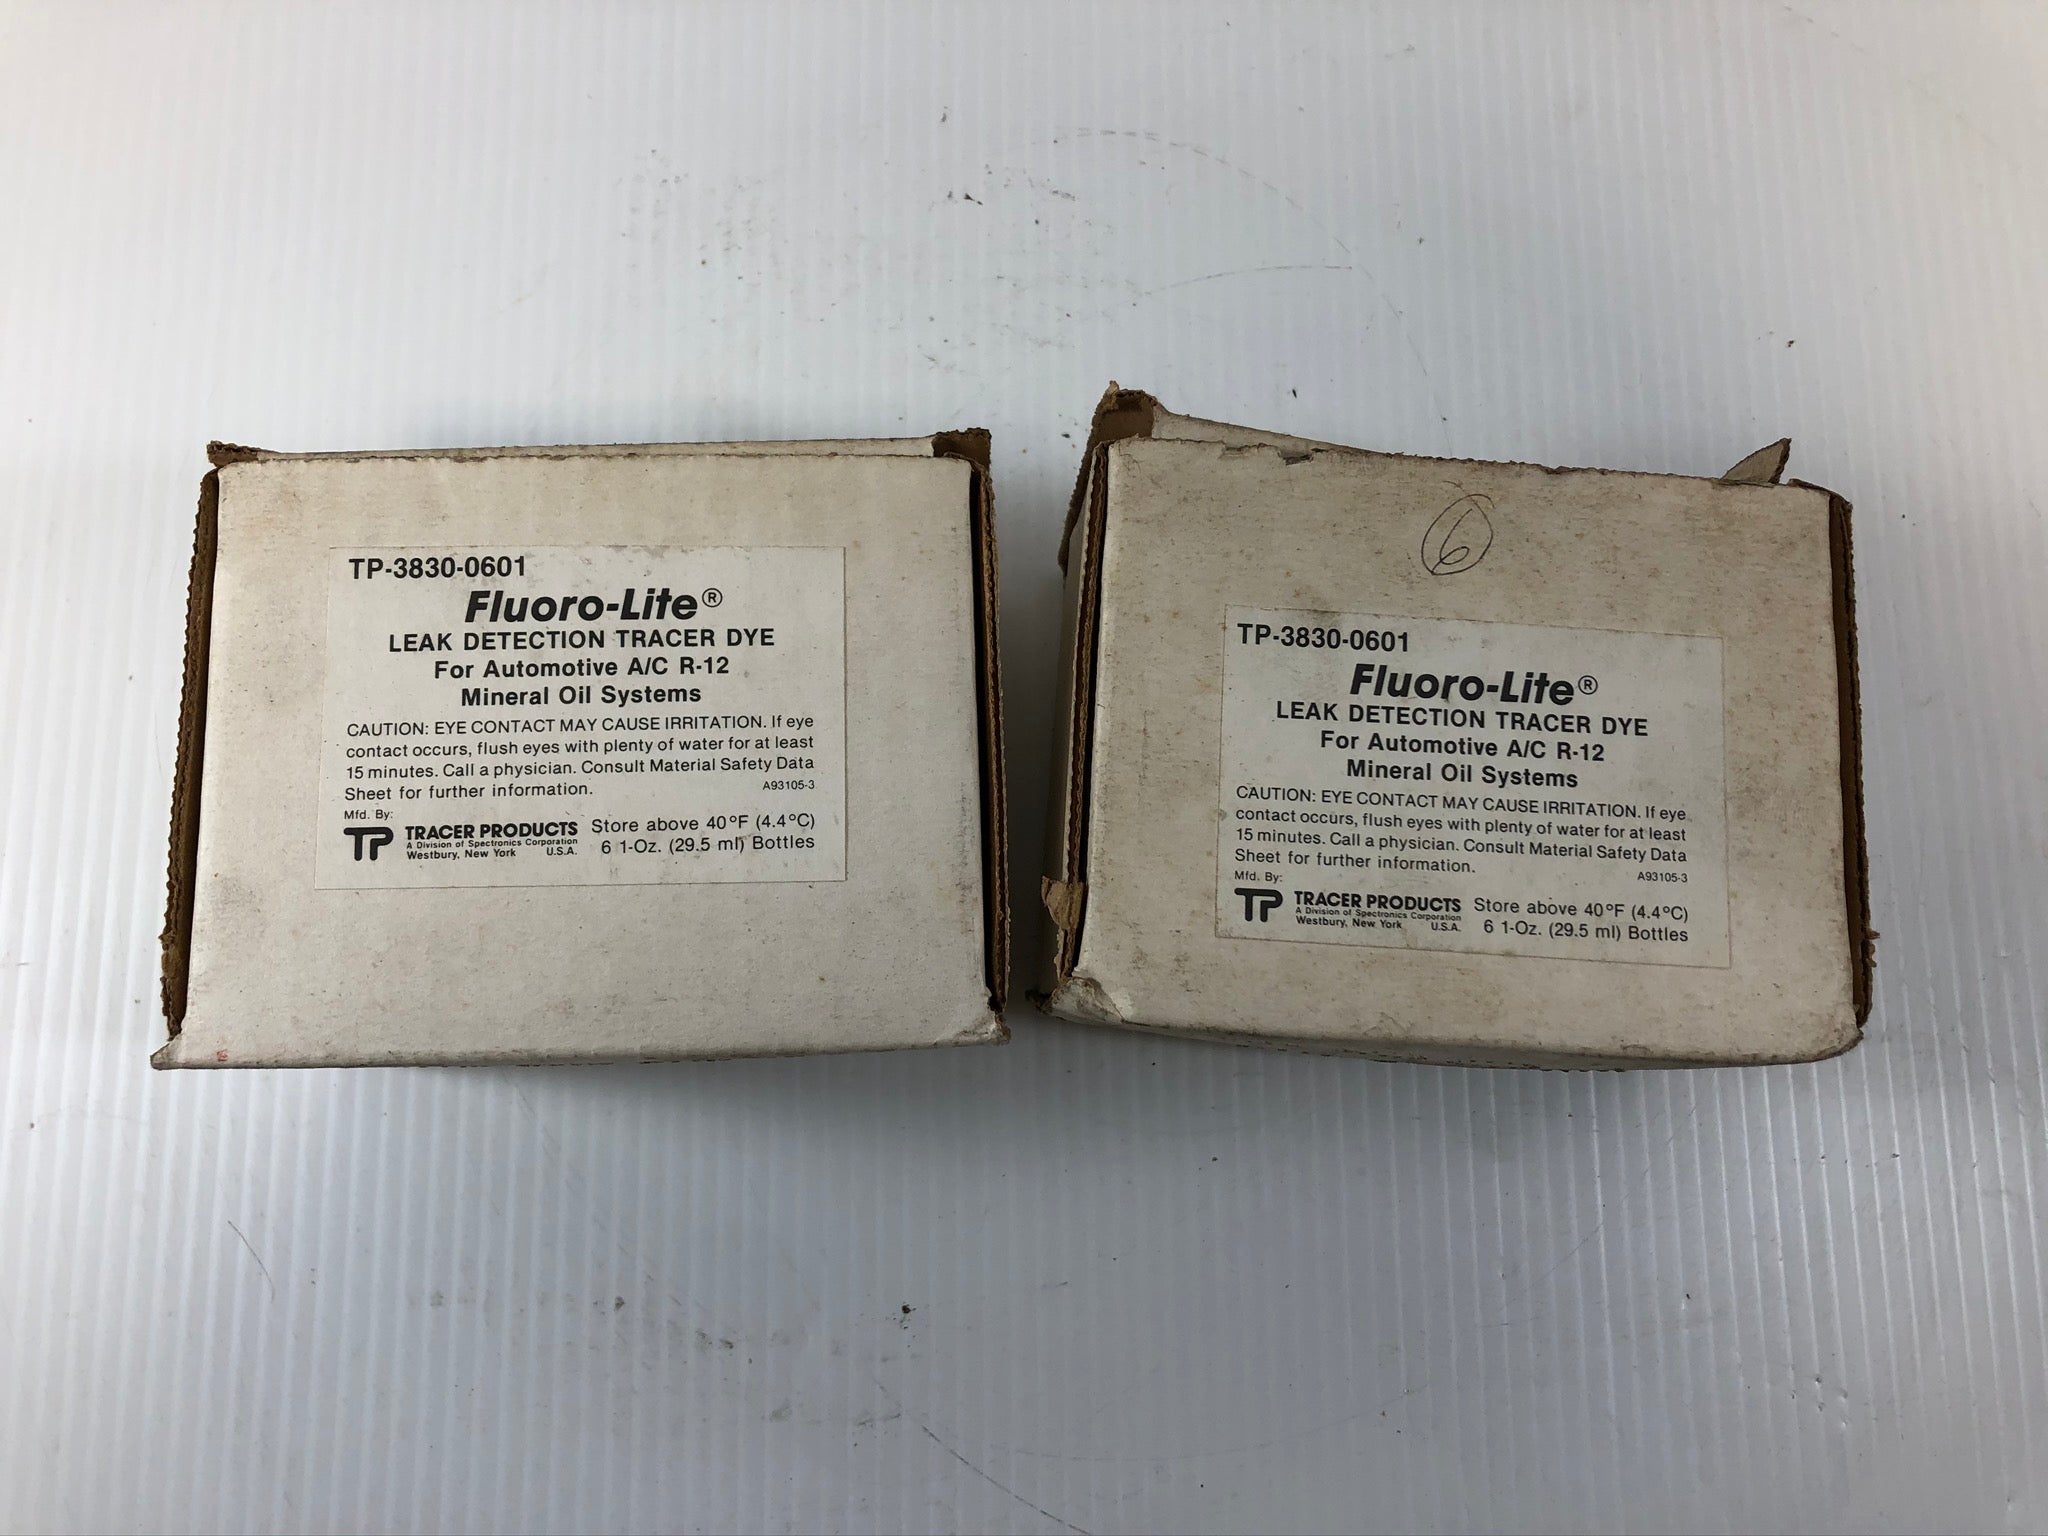 TP-3830-0601
Fluoro-Lite®
LEAK DETECTION TRACER DYE
For Automotive A/C R-12
Mineral Oil Systems
CAUTION: EYE CONTACT MAY CAUSE IRRITATION. If eye
contact occurs, flush eyes with plenty of water for at least
15 minutes. Call a physician. Consult Material Safety Data
Sheet for further information. A93105-3
Mfd. By:
TP TRACER PRODUCTS Store above 40°F (4.4°C)
A Division of Spectronics Corporation
Westbury, New York U.S.A. 6 1-Oz. (29.5 ml) Bottles
6
TP-3830-0601
Fluoro-Lite®
LEAK DETECTION TRACER DYE
For Automotive A/C R-12
Mineral Oil Systems
CAUTION: EYE CONTACT MAY CAUSE IRRITATION. If eye
contact occurs, flush eyes with plenty of water for at least
15 minutes. Call a physician. Consult Material Safety Data
Sheet for further information. A93105-3
Mfd. By:
TP TRACER PRODUCTS Store above 40°F (4.4°C)
A Division of Spectronics Corporation
Westbury, New York U.S.A. 6 1-Oz. (29.5 ml) Bottles